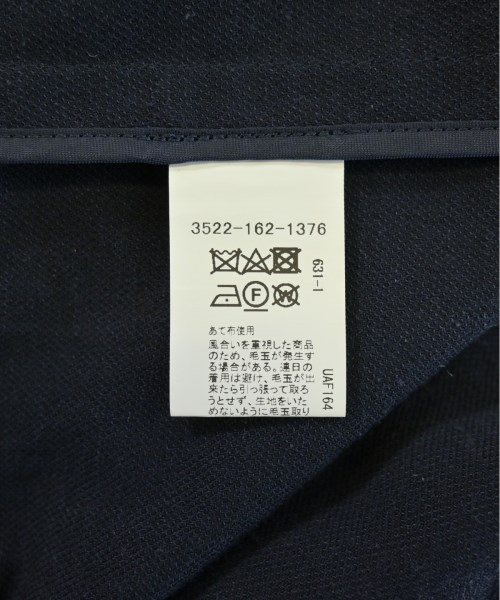 3522-162-1376
631-1
F W
あて布使用
風合いを重視した商品
のため、毛玉が発生す
る場合がある。連日の
着用は避け、毛玉が出
来たら引っ張って取ろ
うとせず、生地をいた
めないように毛玉取り
UAF164